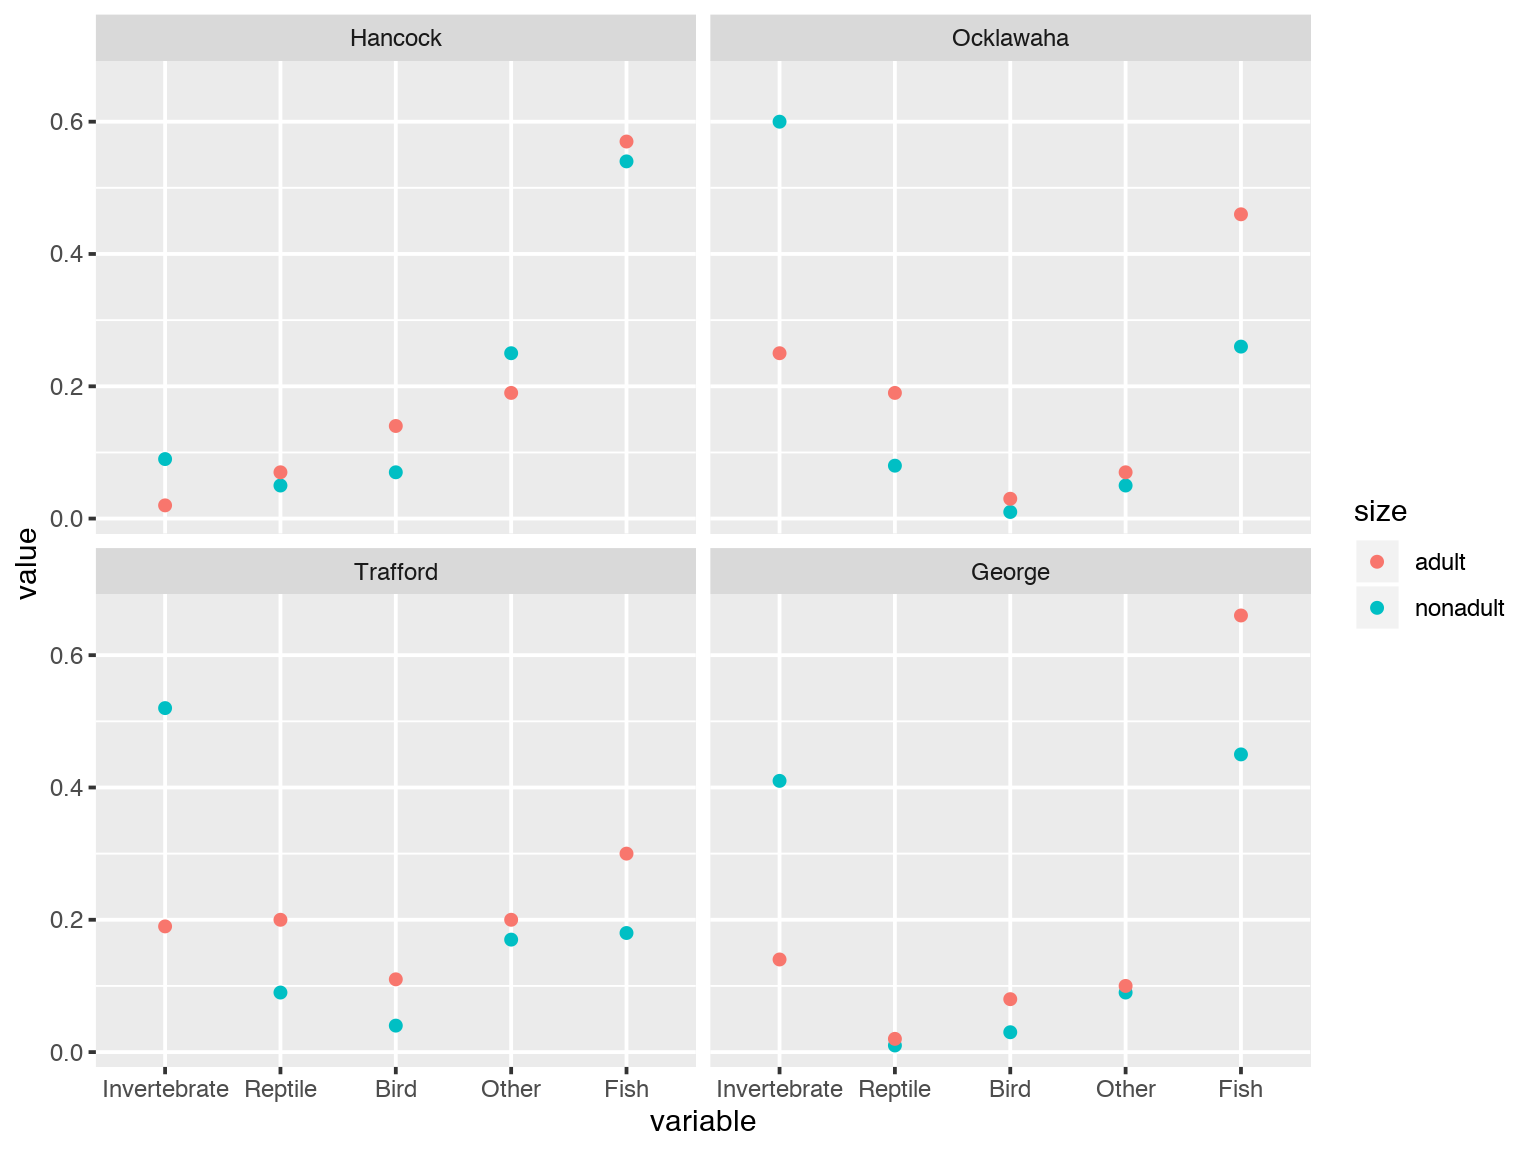 Hancock
Ocklawaha
0.6
0.4
0.2
0.0
Trafford
George
0.6
0.4
0.2
0.0
Invertebrate Reptile Bird Other Fish
Invertebrate Reptile Bird Other Fish
variable
value
size
adult
nonadult